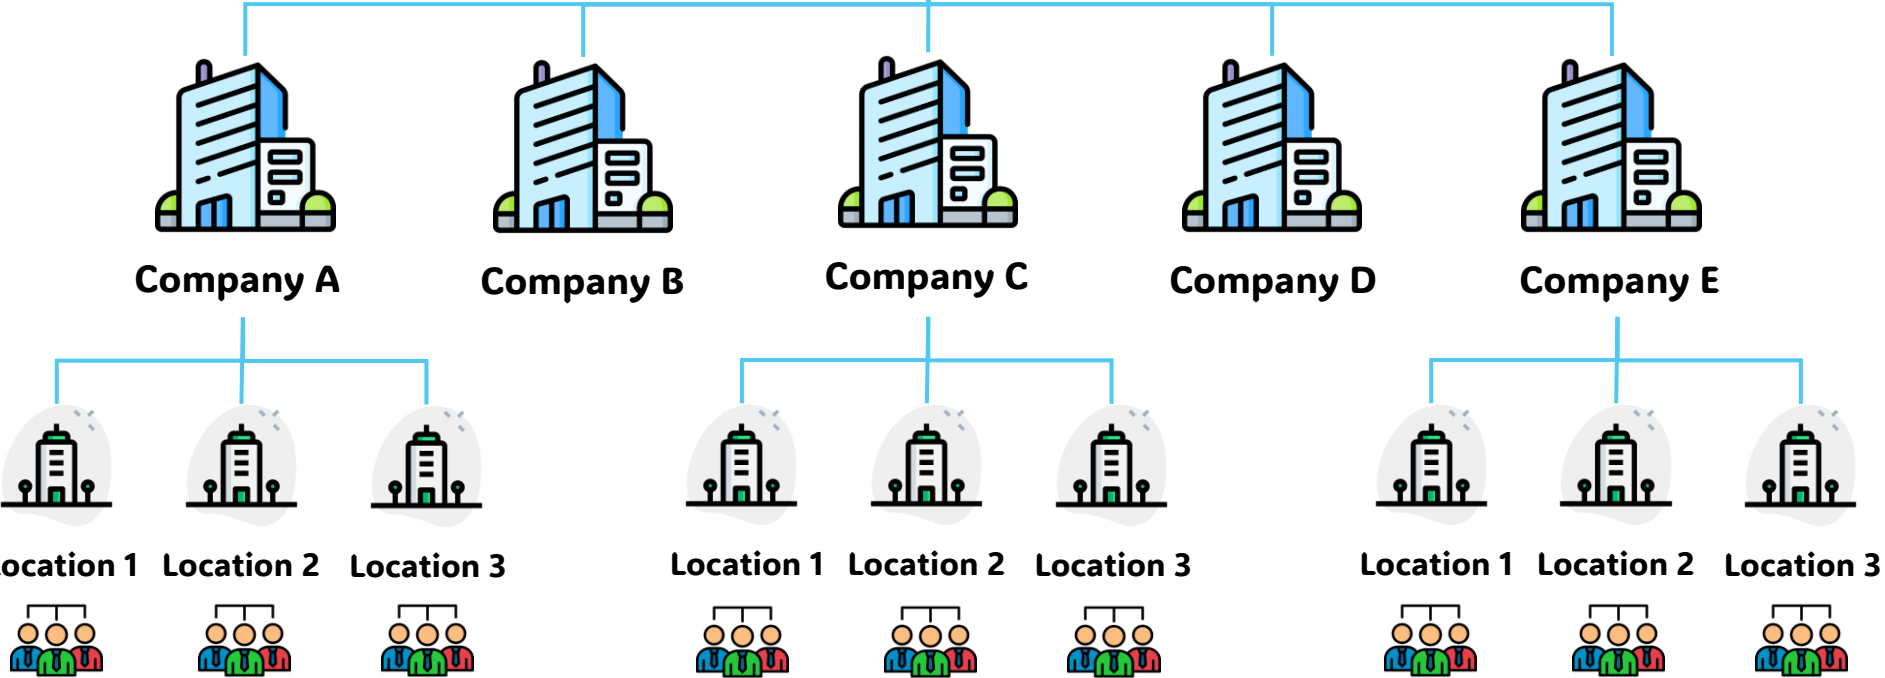 Company A
Company B
Company C
Company D
Company E
ocation 1
Location 2
Location 3
Location 1
Location 2
Location 3
Location 1
Location 2
Location 3